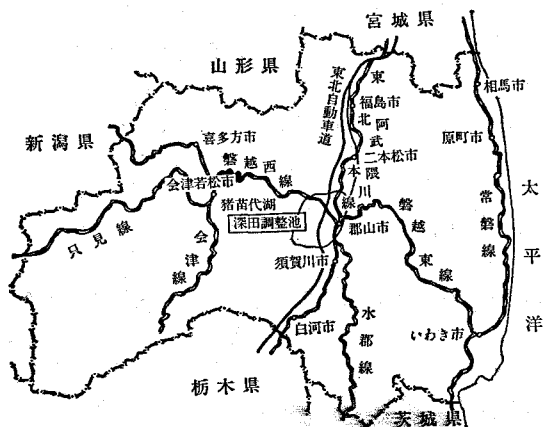 宮城県
山形県
新潟県
東北自動車道
東北本線
福島市
阿武隈川
二本松市
相馬市
原町市
喜多方市
磐越西線
会津若松市
猪苗代湖
深田調整池
只見線
会津線
郡山市
磐越東線
常磐線
太平洋
須賀川市
白河市
水郡線
いわき市
栃木県
茨城県